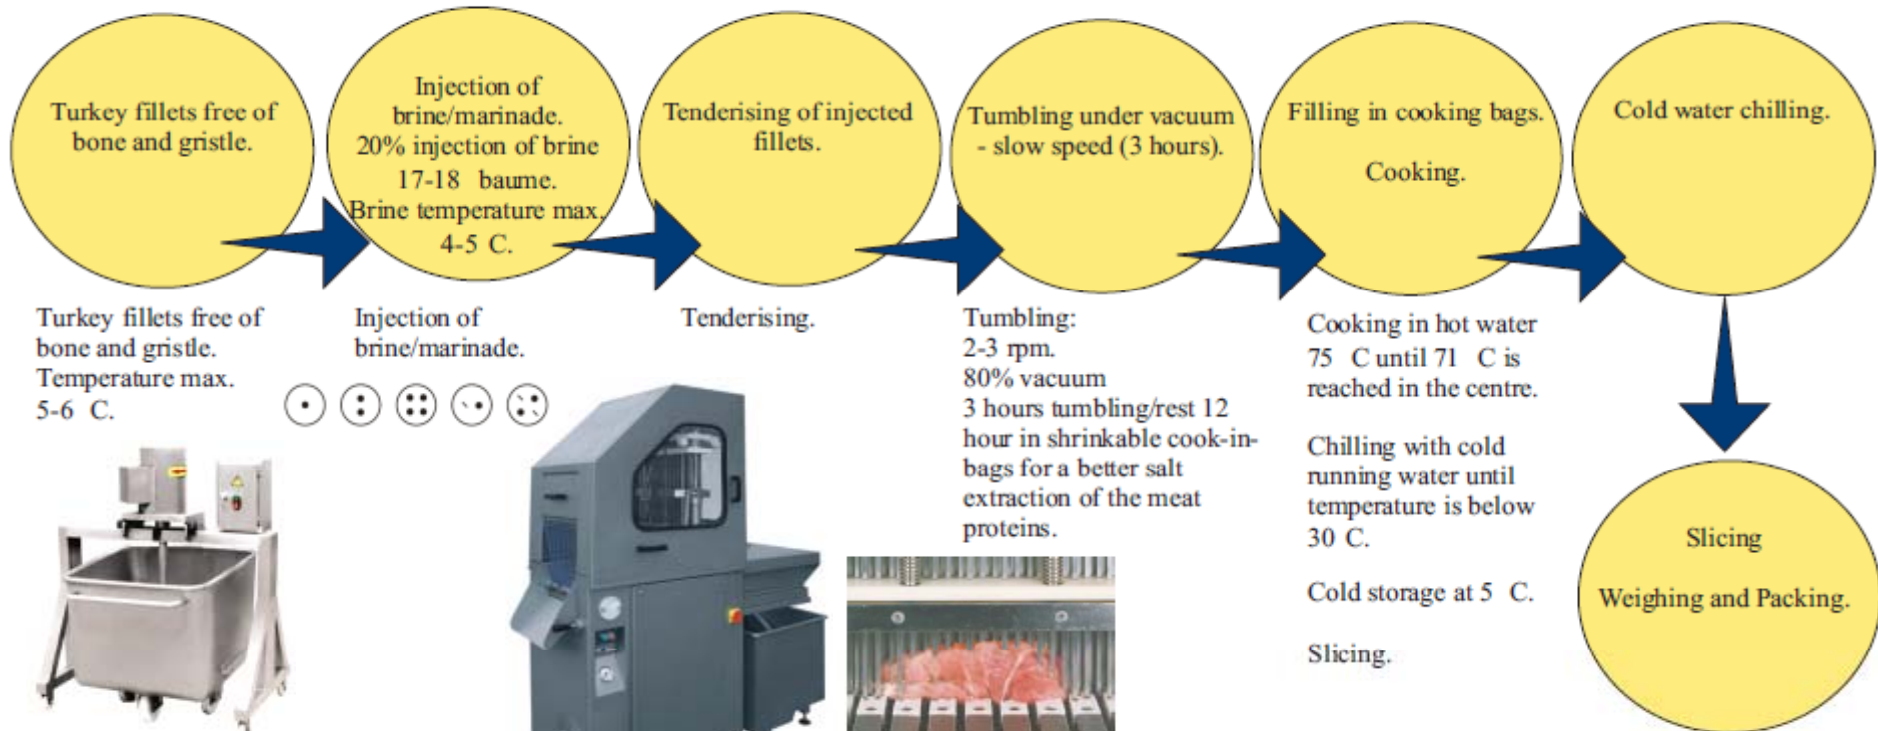 Turkey fillets free of
bone and gristle.
Injection of
brine/marinade.
20% injection of brine
17-18 baume.
Brine temperature max.
4-5 C.
Tenderising of injected
fillets.
Tumbling under vacuum
- slow speed (3 hours).
Filling in cooking bags.
Cooking.
Cold water chilling.
Turkey fillets free of
bone and gristle.
Temperature max.
5-6 C.
Injection of
brine/marinade.
Tenderising.
Tumbling:
2-3 rpm.
80% vacuum
3 hours tumbling/rest 12
hour in shrinkable cook-in-
bags for a better salt
extraction of the meat
proteins.
Cooking in hot water
75 C until 71 C is
reached in the centre.
Chilling with cold
running water until
temperature is below
30 C.
Cold storage at 5 C.
Slicing.
Slicing
Weighing and Packing.